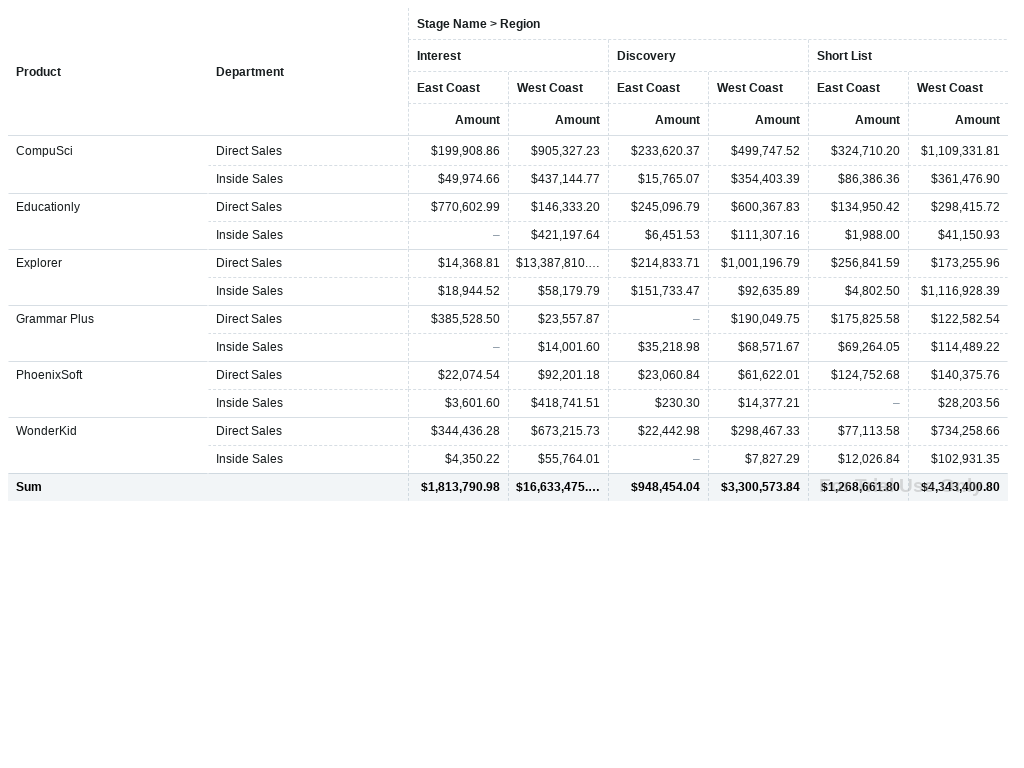 Stage Name > Region
Product Department Interest Discovery Short List
East Coast West Coast East Coast West Coast East Coast West Coast
Amount Amount Amount Amount Amount Amount
CompuSci Direct Sales $199,908.86 $905,327.23 $233,620.37 $499,747.52 $324,710.20 $1,109,331.81
Inside Sales $49,974.66 $437,144.77 $15,765.07 $354,403.39 $86,386.36 $361,476.90
Educationly Direct Sales $770,602.99 $146,333.20 $245,096.79 $600,367.83 $134,950.42 $298,415.72
Inside Sales – $421,197.64 $6,451.53 $111,307.16 $1,988.00 $41,150.93
Explorer Direct Sales $14,368.81 $13,387,810.… $214,833.71 $1,001,196.79 $256,841.59 $173,255.96
Inside Sales $18,944.52 $58,179.79 $151,733.47 $92,635.89 $4,802.50 $1,116,928.39
Grammar Plus Direct Sales $385,528.50 $23,557.87 – $190,049.75 $175,825.58 $122,582.54
Inside Sales – $14,001.60 $35,218.98 $68,571.67 $69,264.05 $114,489.22
PhoenixSoft Direct Sales $22,074.54 $92,201.18 $23,060.84 $61,622.01 $124,752.68 $140,375.76
Inside Sales $3,601.60 $418,741.51 $230.30 $14,377.21 – $28,203.56
WonderKid Direct Sales $344,436.28 $673,215.73 $22,442.98 $298,467.33 $77,113.58 $734,258.66
Inside Sales $4,350.22 $55,764.01 – $7,827.29 $12,026.84 $102,931.35
Sum $1,813,790.98 $16,633,475.… $948,454.04 $3,300,573.84 $1,268,661.80 $4,343,400.80
For Trial Use Only